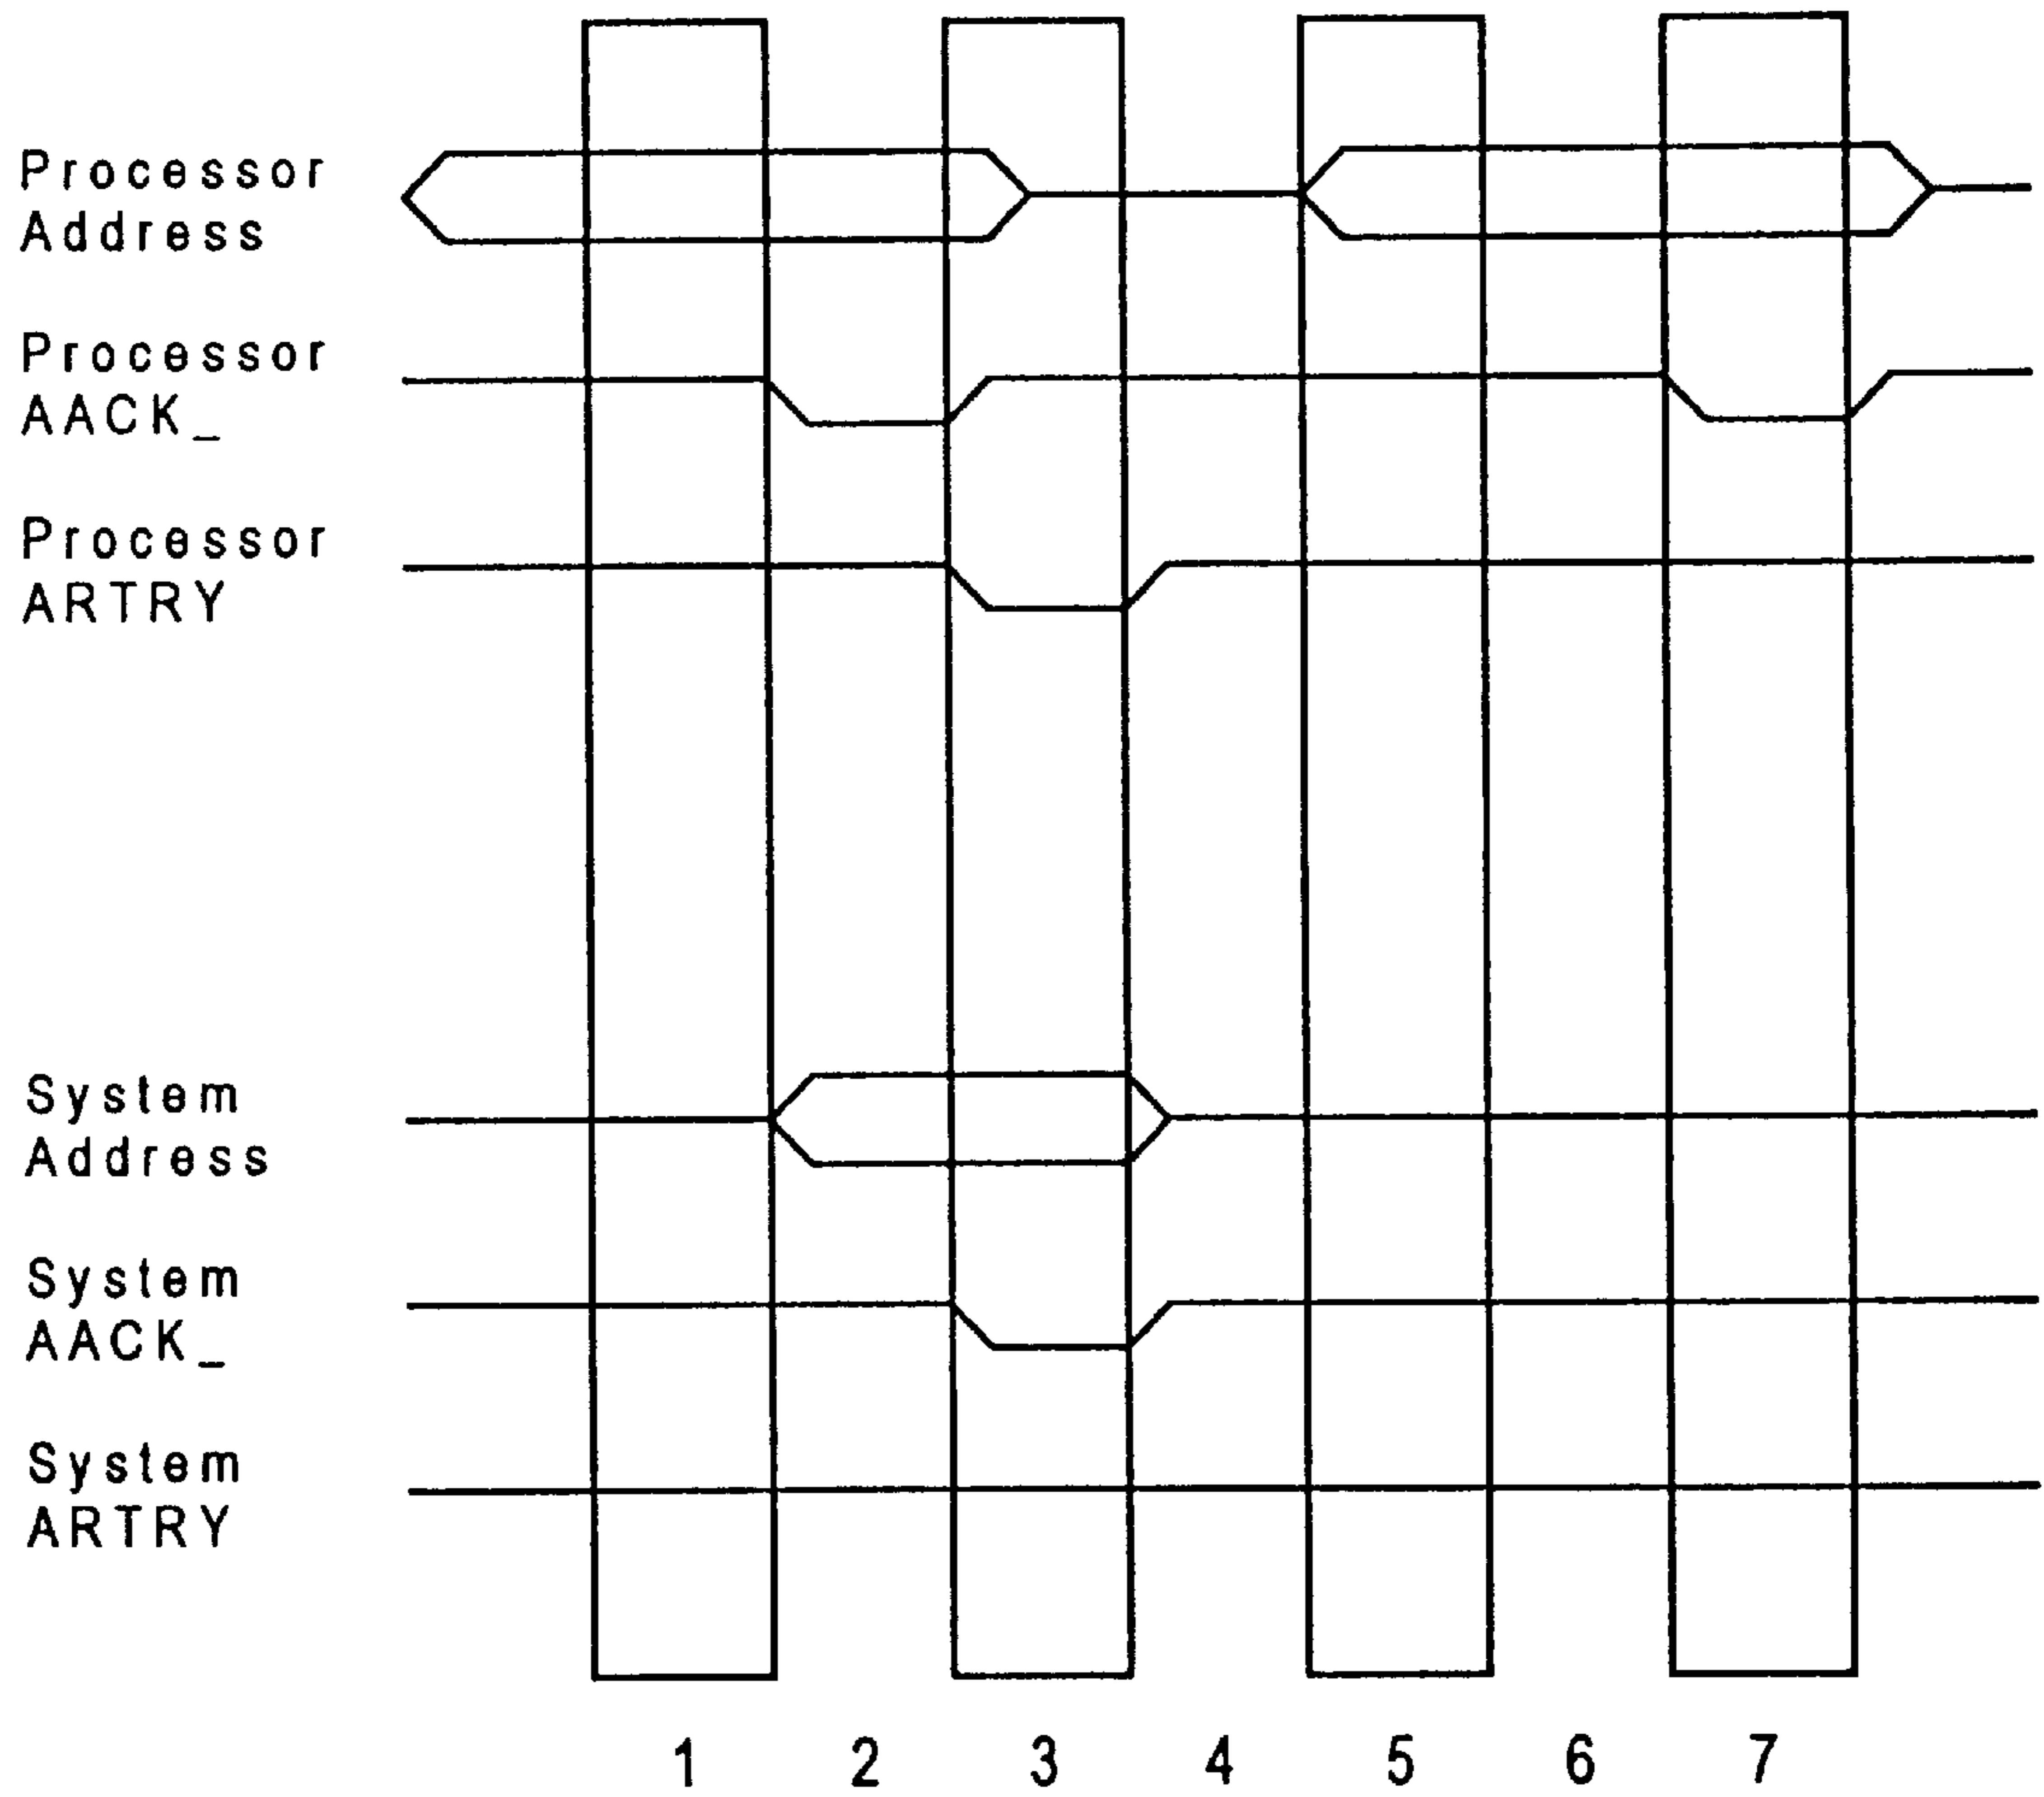 Processor
Address
Processor
AACK_
Processor
ARTRY
System
Address
System
AACK_
System
ARTRY
1 2 3 4 5 6 7